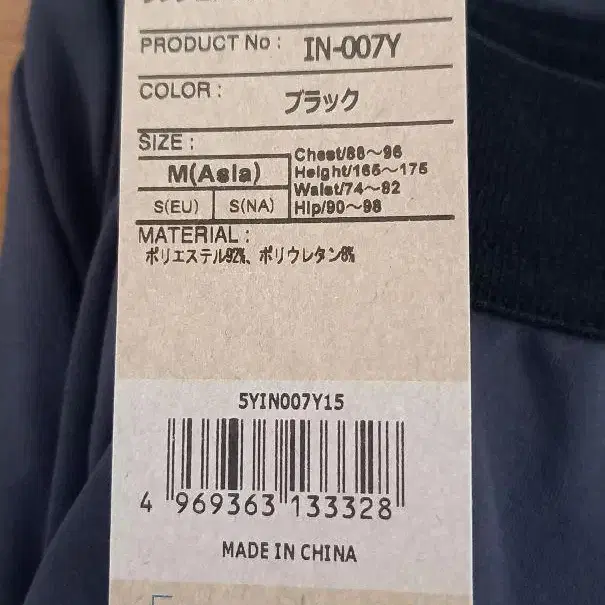 PRODUCT No : IN-007Y
COLOR : ブラック
SIZE :
M(Asia)
S(EU) S(NA)
Chest/88～96
Height/165～175
Waist/74～82
Hip/90～98
MATERIAL :
ポリエステル92%、ポリウレタン8%
5YIN007Y15
4 969363 133328
MADE IN CHINA